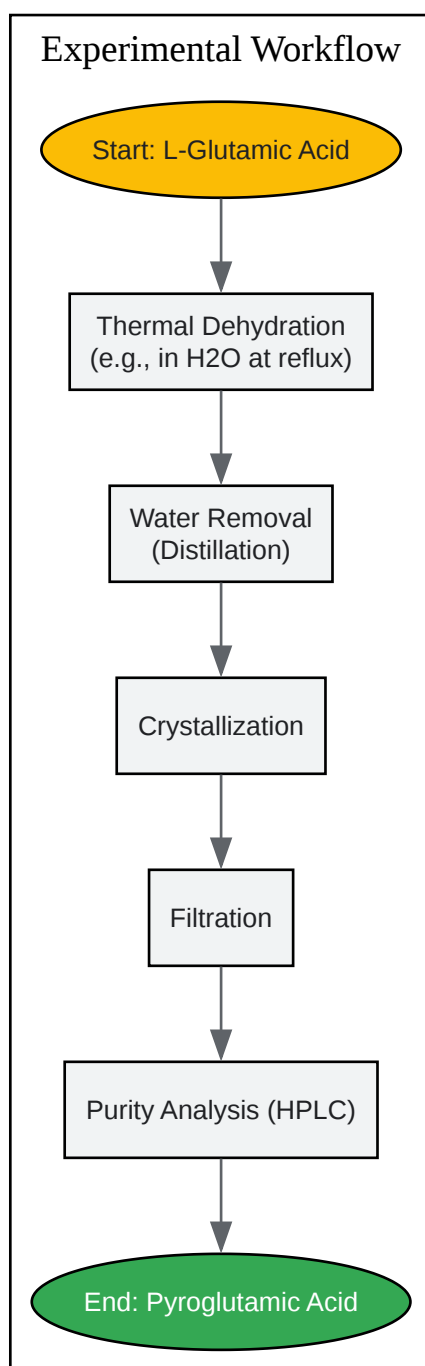 Experimental Workflow
Start: L-Glutamic Acid
Thermal Dehydration
(e.g., in H2O at reflux)
Water Removal
(Distillation)
Crystallization
Filtration
Purity Analysis (HPLC)
End: Pyroglutamic Acid